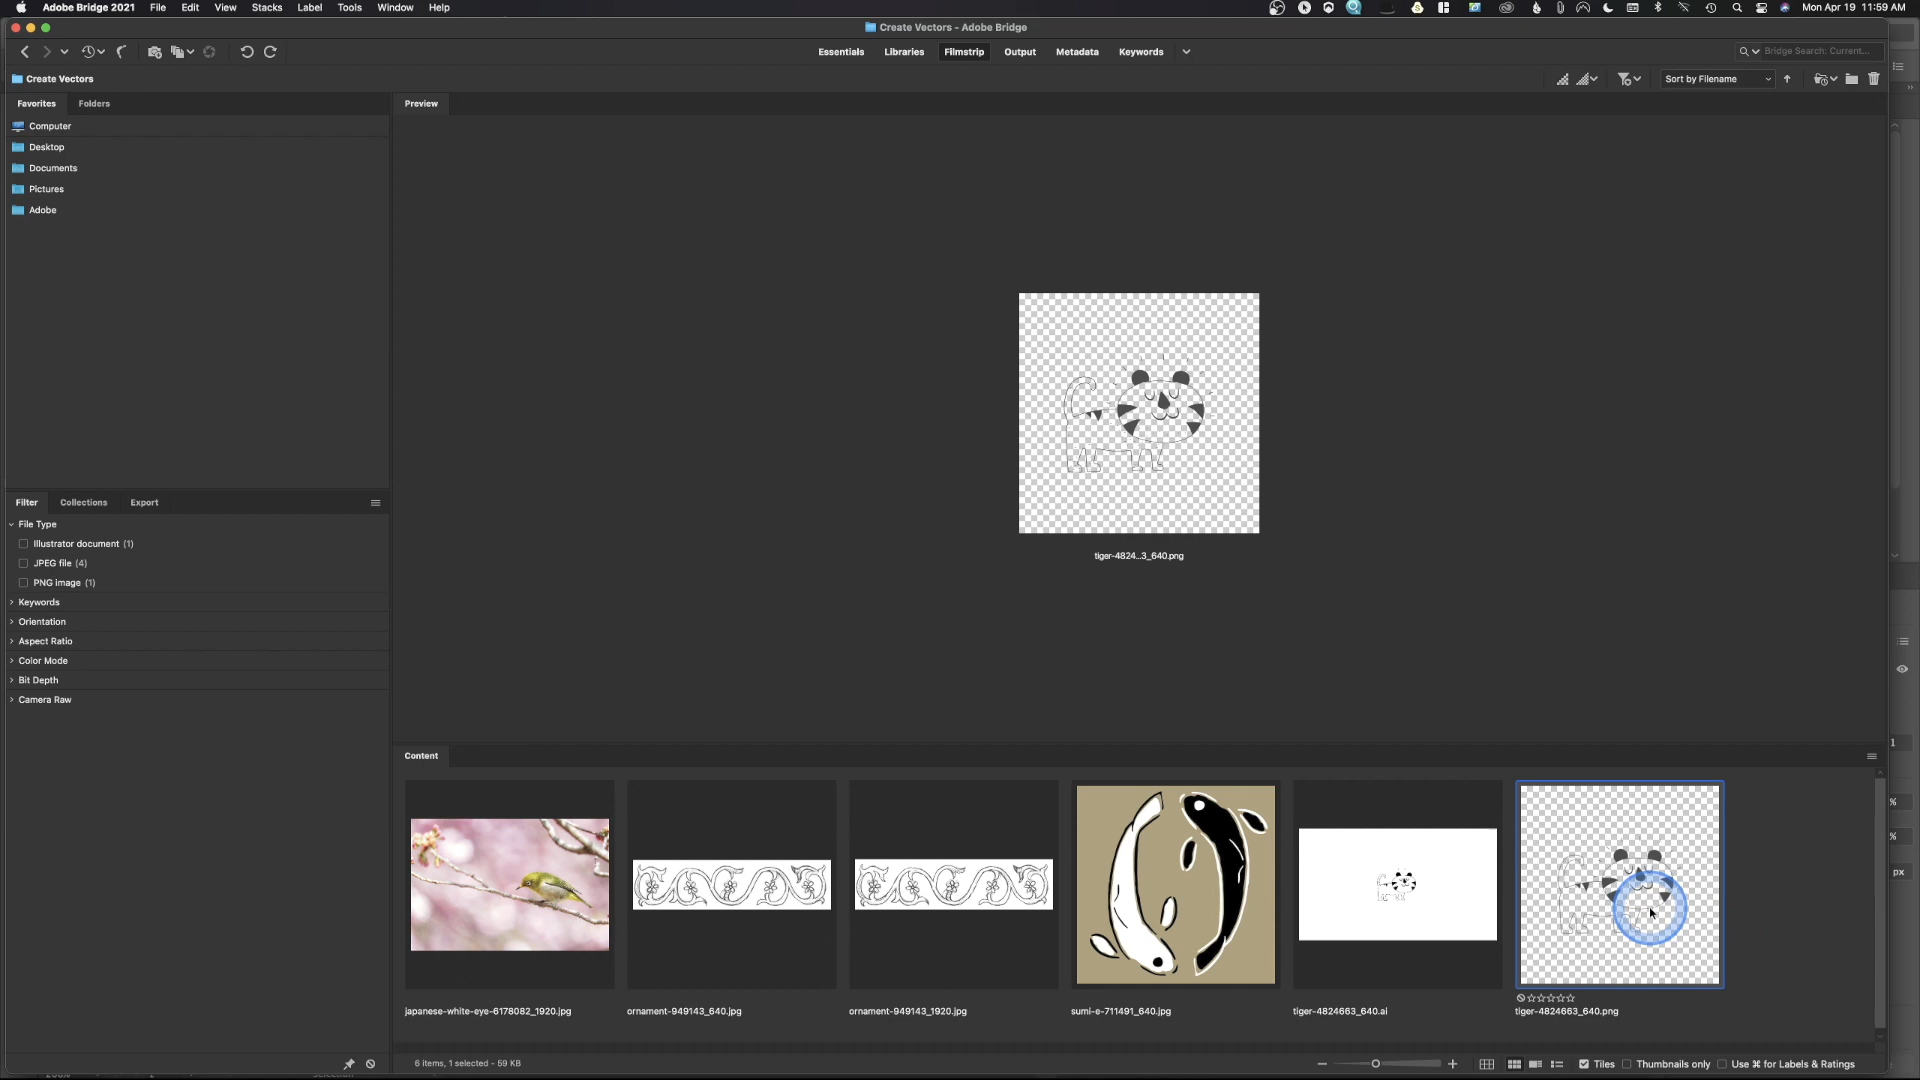 Adobe Bridge 2021 File Edit View Stacks Label Tools Window Help Mon Apr 19 11:59 AM
Create Vectors - Adobe Bridge
Essentials Libraries Filmstrip Output Metadata Keywords Bridge Search: Current...
Create Vectors Sort by Filename
Favorites Folders Preview
Computer
Desktop
Documents
Pictures
Adobe
tiger-4824...3_640.png
Filter Collections Export
File Type
Illustrator document (1)
JPEG file (4)
PNG image (1)
Keywords
Orientation
Aspect Ratio
Color Mode
Bit Depth
Camera Raw
Content
japanese-white-eye-6178082_1920.jpg ornament-949143_640.jpg ornament-949143_1920.jpg sumi-e-711491_640.jpg tiger-4824663_640.ai tiger-4824663_640.png
6 items, 1 selected - 59 KB Tiles Thumbnails only Use ⌘ for Labels & Ratings
1
%
%
px